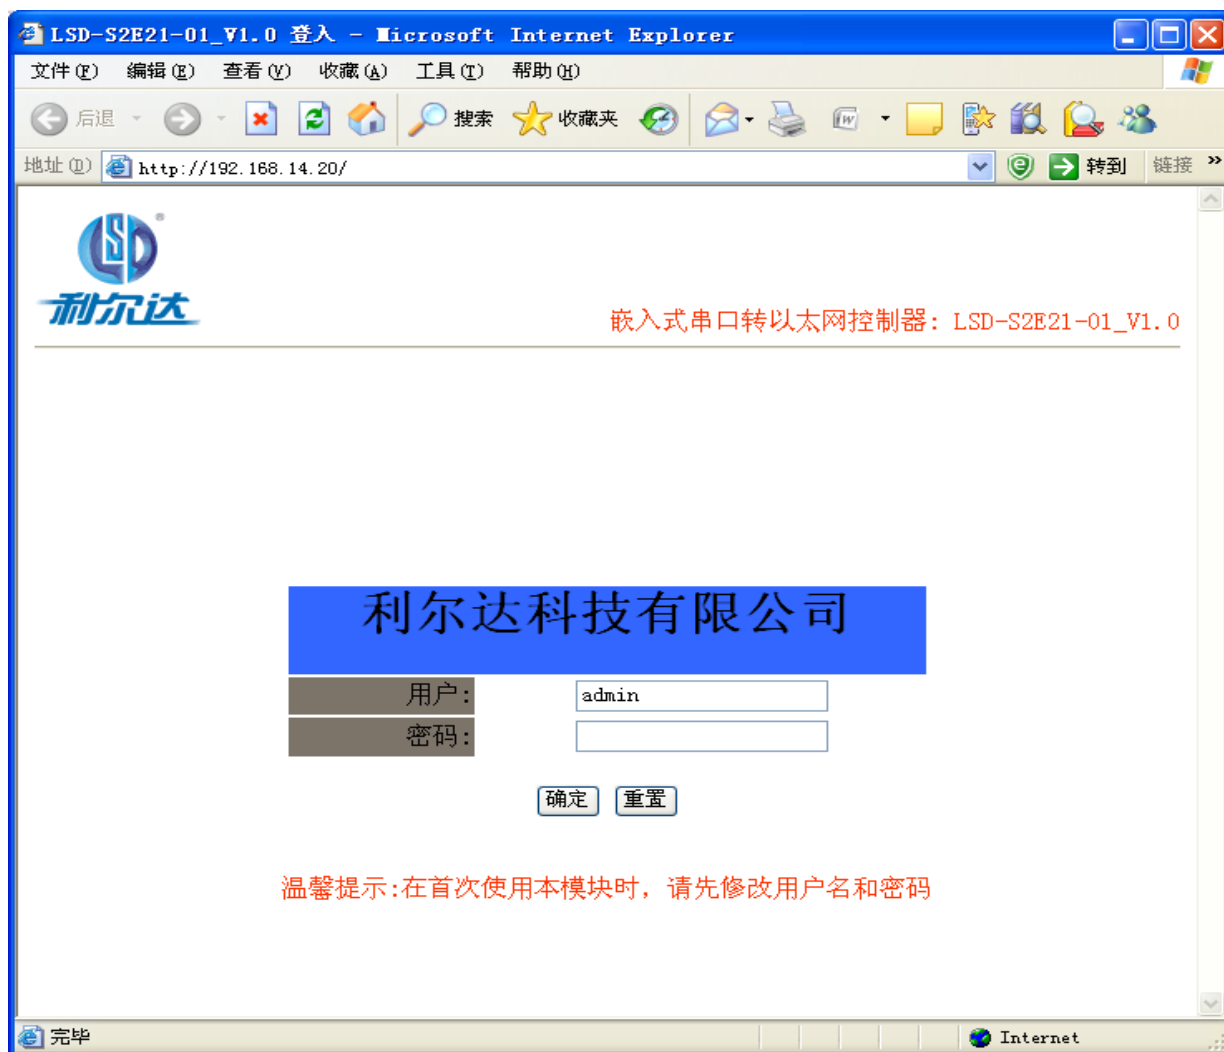 LSD-S2E21-01_V1.0 登入 - Microsoft Internet Explorer
文件(F) 编辑(E) 查看(V) 收藏(A) 工具(T) 帮助(H)
后退 搜索 收藏夹
地址(D) http://192.168.14.20/ 转到 链接 »
LSD®
利尔达
嵌入式串口转以太网控制器: LSD-S2E21-01_V1.0
利尔达科技有限公司
用户: admin
密码:
确定 重置
温馨提示:在首次使用本模块时, 请先修改用户名和密码
完毕 Internet